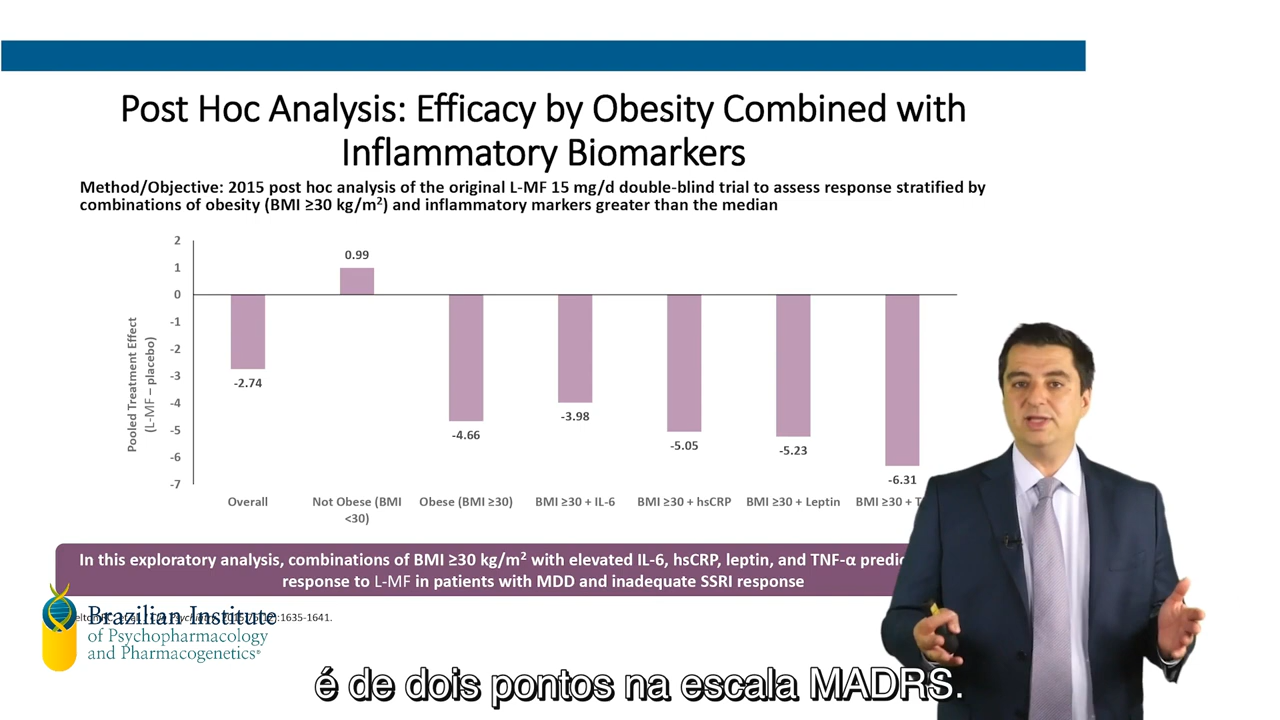 Post Hoc Analysis: Efficacy by Obesity Combined with
Inflammatory Biomarkers
Method/Objective: 2015 post hoc analysis of the original L-MF 15 mg/d double-blind trial to assess response stratified by
combinations of obesity (BMI ≥30 kg/m²) and inflammatory markers greater than the median
Pooled Treatment Effect
(L-MF – placebo)
2
1
0
-1
-2
-3
-4
-5
-6
-7
-2.74
0.99
-4.66
-3.98
-5.05
-5.23
-6.31
Overall
Not Obese (BMI
<30)
Obese (BMI ≥30)
BMI ≥30 + IL-6
BMI ≥30 + hsCRP
BMI ≥30 + Leptin
BMI ≥30 +
In this exploratory analysis, combinations of BMI ≥30 kg/m² with elevated IL-6, hsCRP, leptin, and TNF-α
response to L-MF in patients with MDD and inadequate SSRI response
:1635-1641.
Brazilian Institute
of Psychopharmacology
and Pharmacogenetics®
é de dois pontos na escala MADRS.